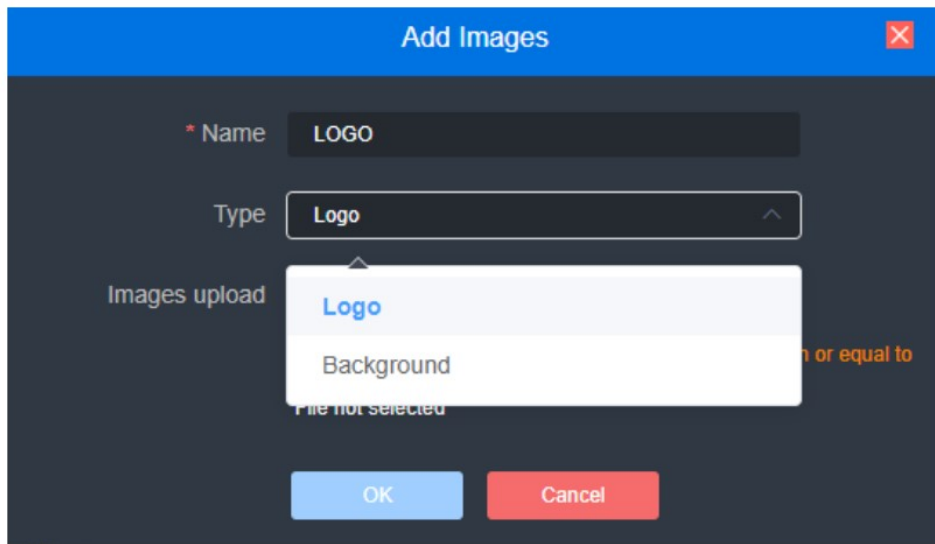 Add Images
* Name LOGO
Type Logo
Images upload
Logo
Background
or equal to
File not selected
OK Cancel